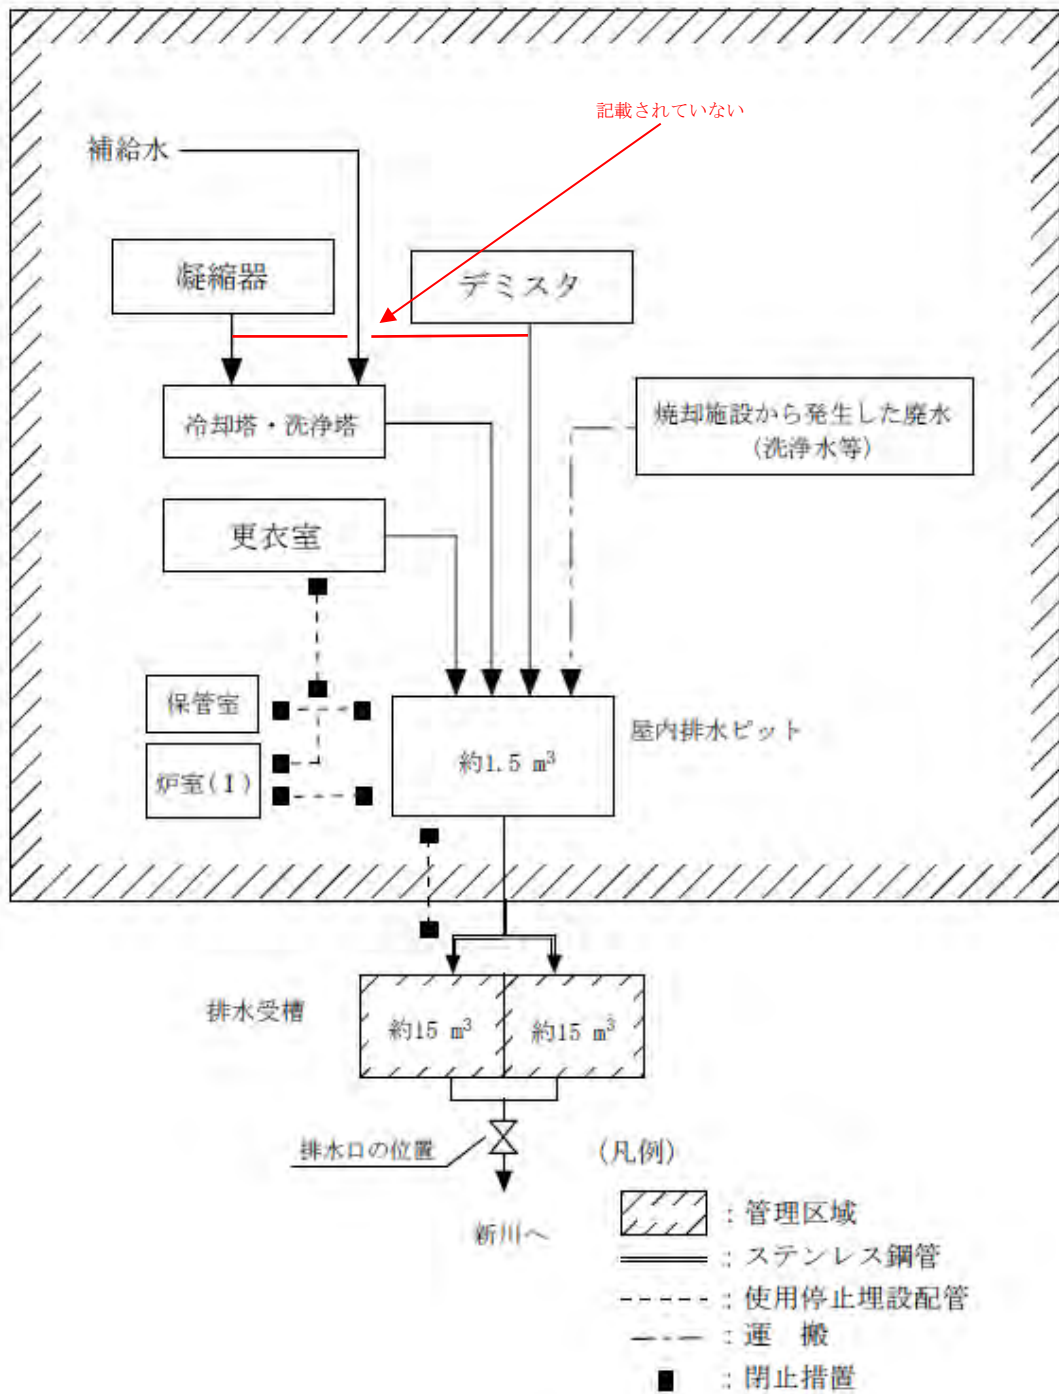 記載されていない
補給水
凝縮器
デミスタ
冷却塔・洗浄塔
焼却施設から発生した廃水
(洗浄水等)
更衣室
保管室
炉室(I)
約1.5 m³
屋内排水ピット
排水受槽
約15 m³
約15 m³
排水口の位置
新川へ
(凡例)
：管理区域
：ステンレス鋼管
：使用停止埋設配管
：運　搬
：閉止措置